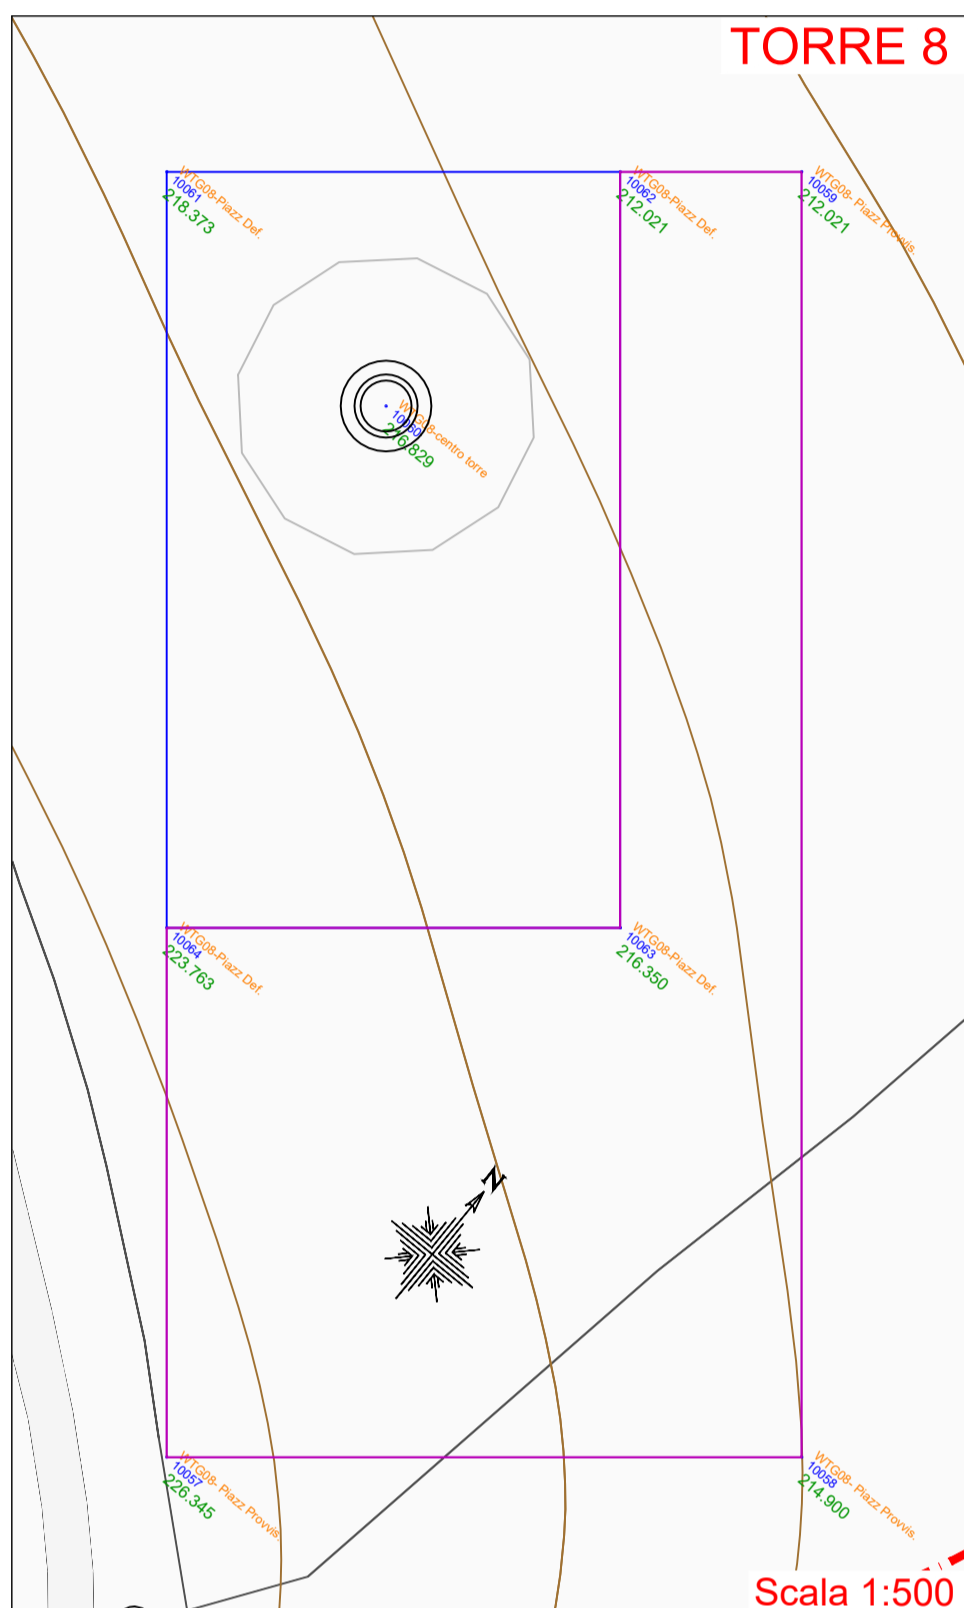 TORRE 8
WTG08-Piazz Def.
10061
218.373
WTG08-Piazz Def.
10062
212.021
WTG08- Piazz Provvis.
10059
212.021
WTG08-centro torre
10060
216.829
WTG08-Piazz Def.
10064
223.763
WTG08-Piazz Def.
10063
216.350
N
WTG08- Piazz Provvis.
10057
226.345
WTG08- Piazz Provvis.
10058
214.900
Scala 1:500